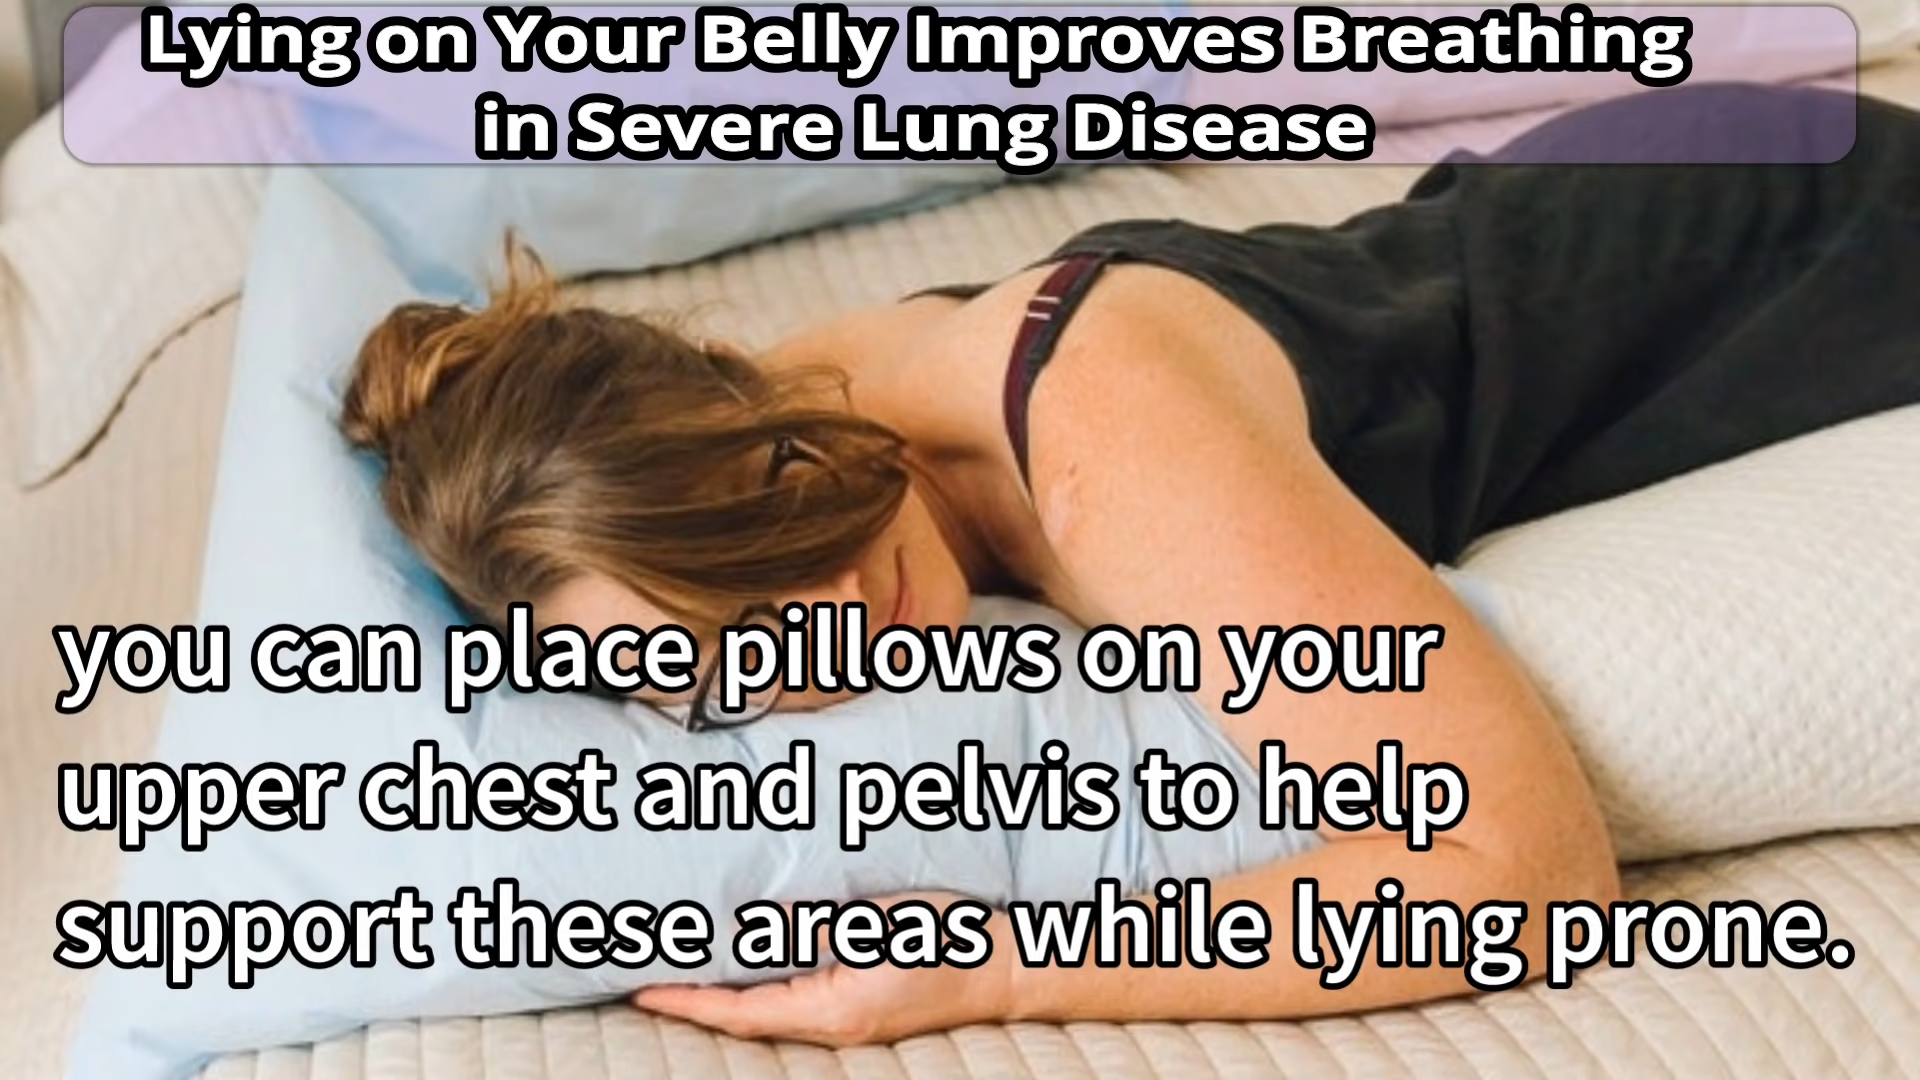 Lying on Your Belly Improves Breathing
in Severe Lung Disease
you can place pillows on your
upper chest and pelvis to help
support these areas while lying prone.